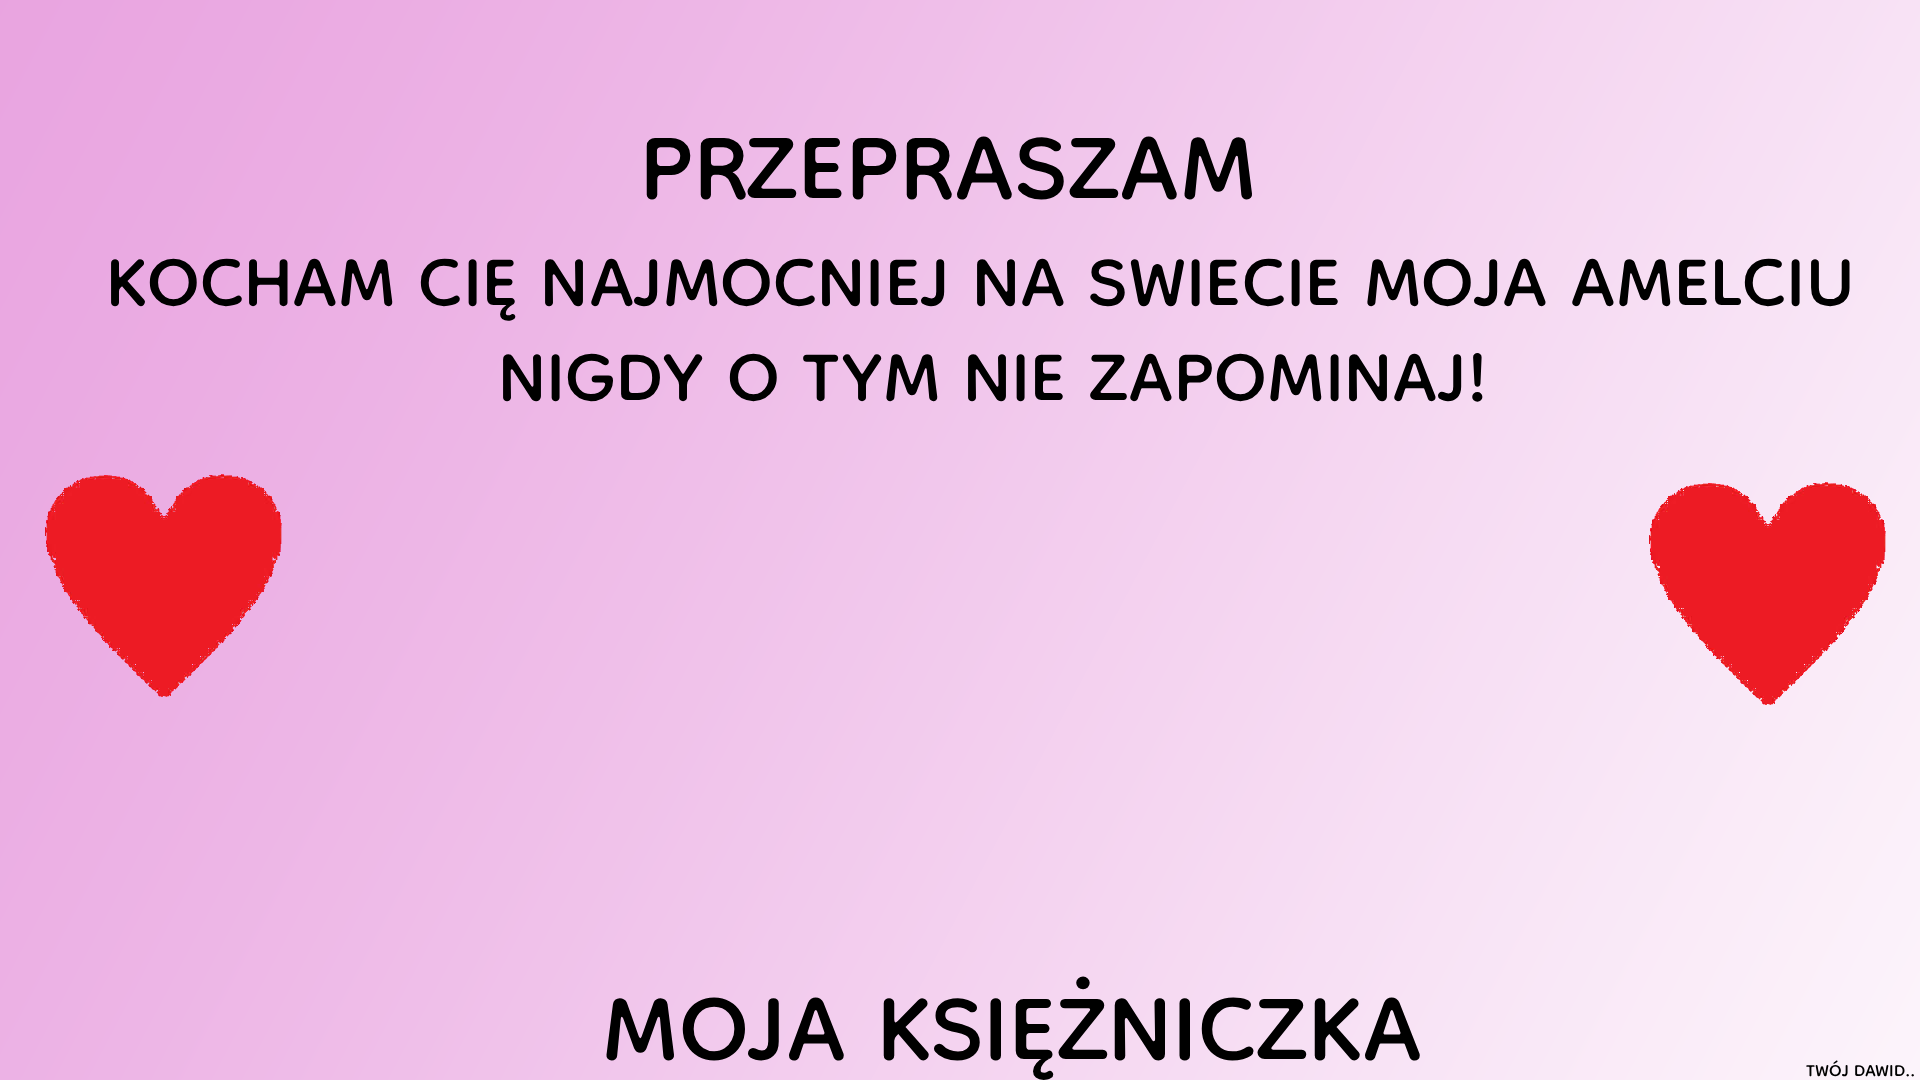 PRZEPRASZAM
KOCHAM CIĘ NAJMOCNIEJ NA SWIECIE MOJA AMELCIU
NIGDY O TYM NIE ZAPOMINAJ!
MOJA KSIĘŻNICZKA
TWÓJ DAWID..